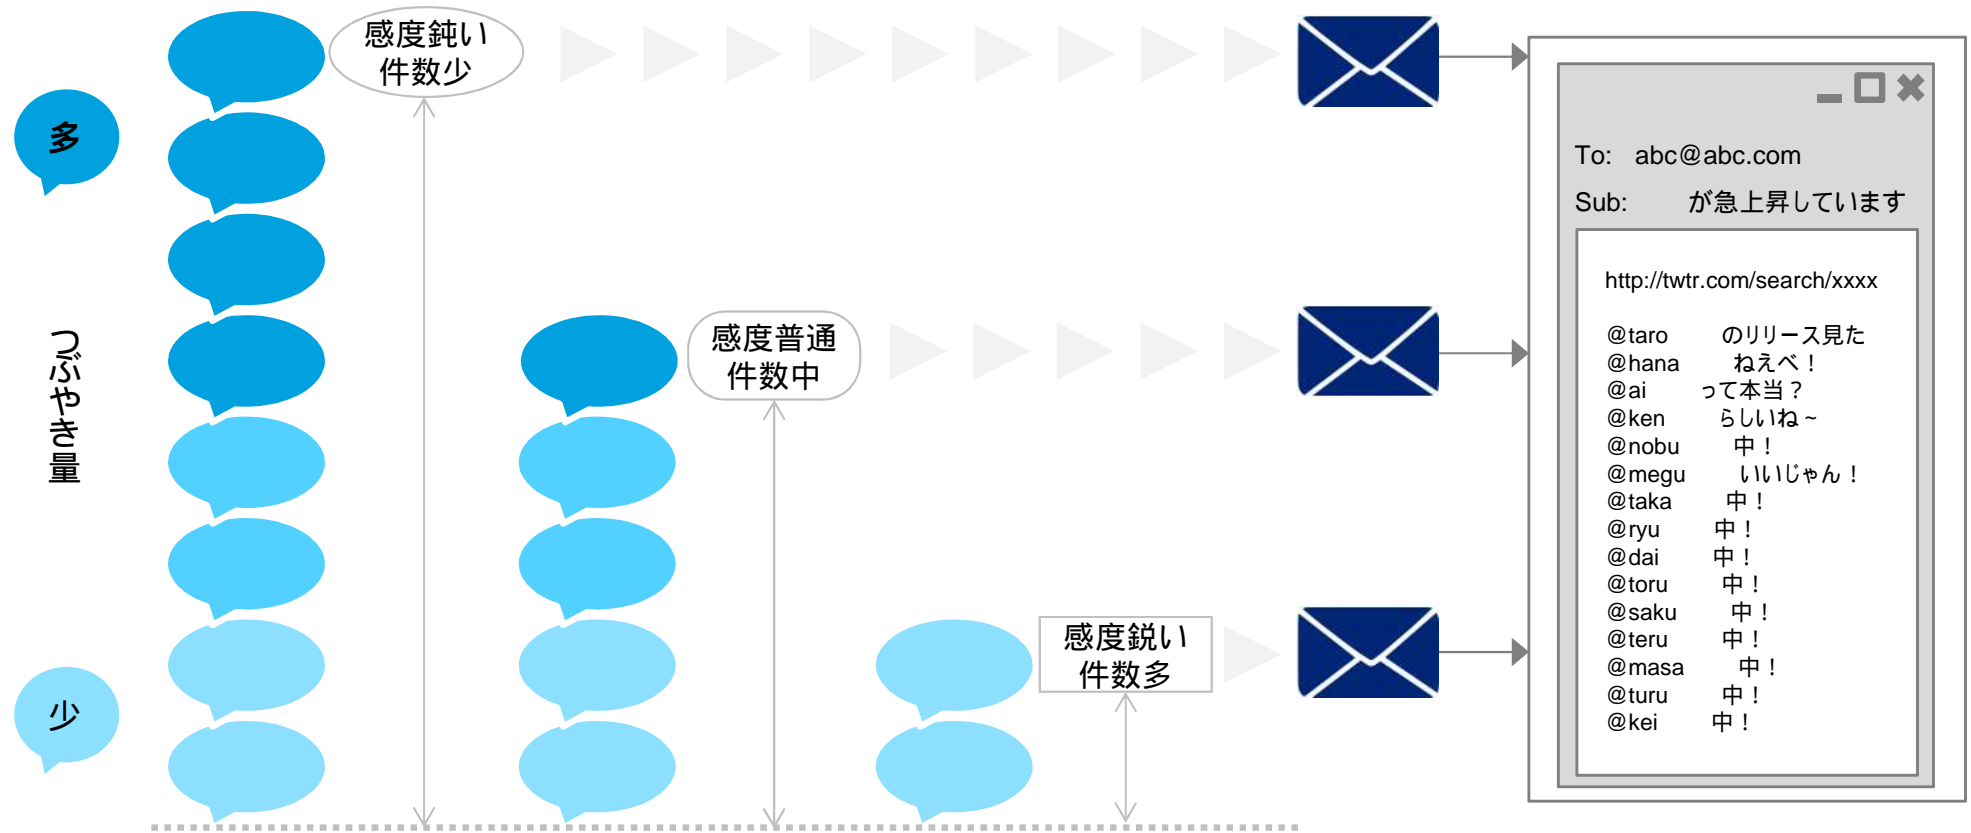 感度鈍い
件数少
多
つぶやき量
少
感度普通
件数中
感度鋭い
件数多
To: abc@abc.com
Sub: が急上昇しています
http://twtr.com/search/xxxx
@taro のリリース見た
@hana ねえべ！
@ai って本当？
@ken らしいね~
@nobu 中！
@megu いいじゃん！
@taka 中！
@ryu 中！
@dai 中！
@toru 中！
@saku 中！
@teru 中！
@masa 中！
@turu 中！
@kei 中！